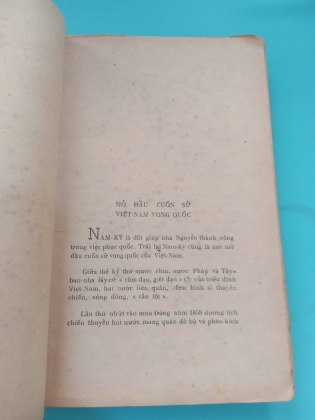 MỞ ĐẦU CUỐN SỬ
VIỆT-NAM VONG QUỐC
NAM-KỲ là đất giúp nhà Nguyễn thành công
trong việc phục quốc. Trái lại Nam-kỳ cũng là nơi mở
đầu cuốn sử vong quốc của Việt-Nam.
Giữa thế kỷ thứ mười chín, nước Pháp và Tây-
ban-nha lấy cớ « cấm đạo, giết đạo » của triều đình
Việt-Nam, hai nước liên quân, đem binh sĩ thuyền
chiến, súng đồng, « vấn tội ».
Lần thứ nhất vào mùa Đông năm 1858 dương lịch
chiến thuyền hai nước mang quân đổ bộ và pháo kích